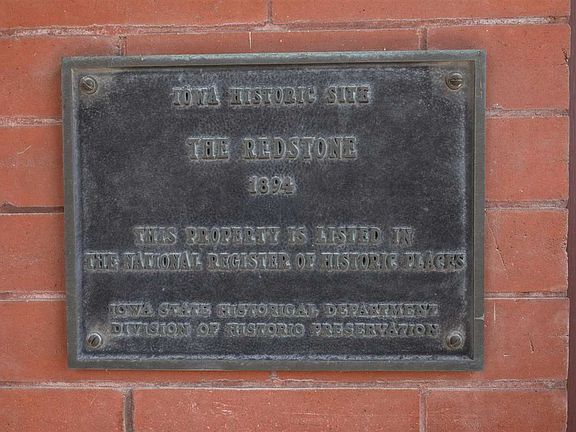 IOWA HISTORIC SITE
THE REDSTONE
1894
THIS PROPERTY IS LISTED IN
THE NATIONAL REGISTER OF HISTORIC PLACES
IOWA STATE HISTORICAL DEPARTMENT
DIVISION OF HISTORIC PRESERVATION